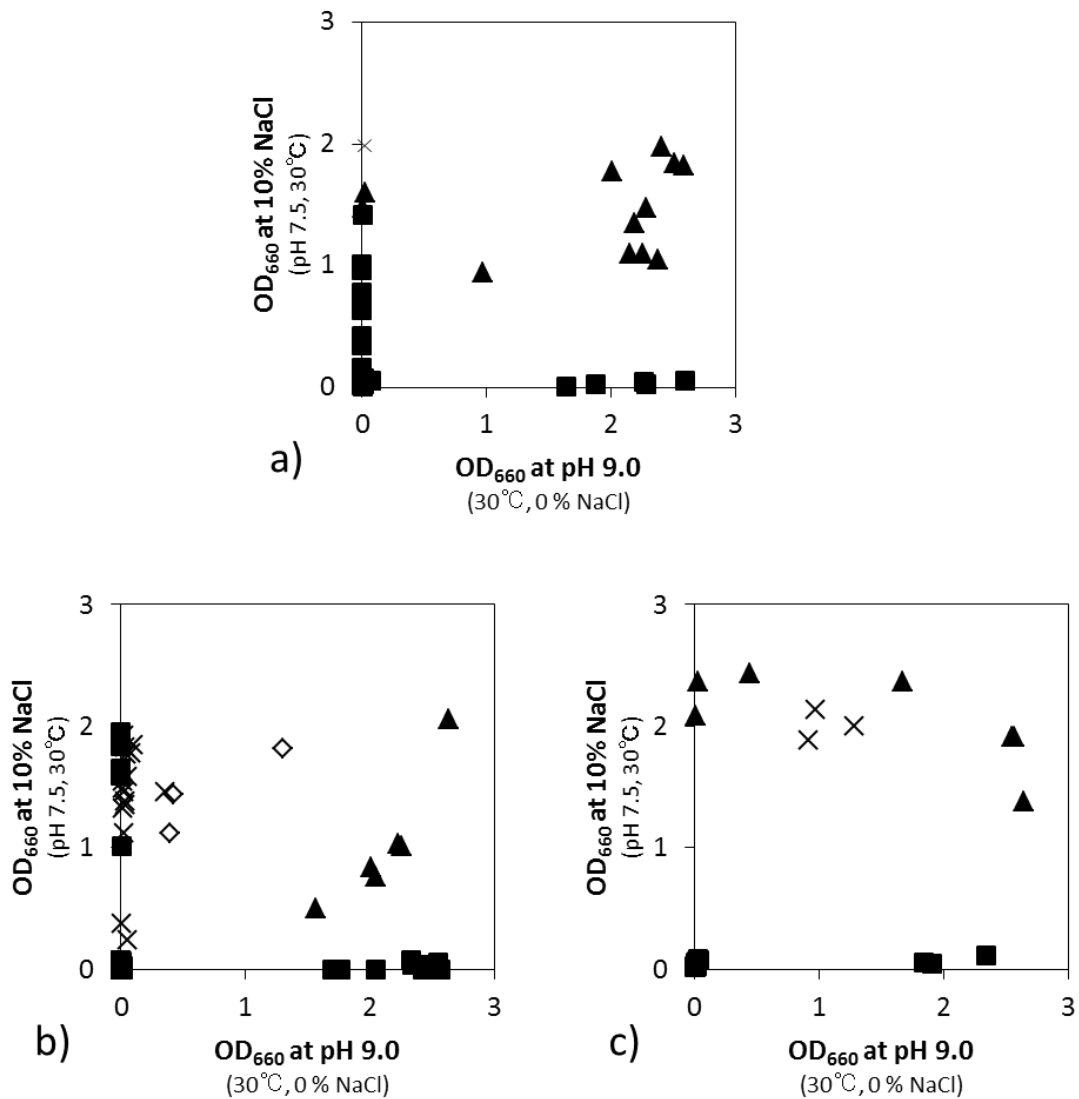 3
2
1
0
OD660 at 10% NaCl
(pH 7.5, 30℃)
0 1 2 3
a)
OD660 at pH 9.0
(30℃, 0 % NaCl)
3
2
1
0
OD660 at 10% NaCl
(pH 7.5, 30℃)
0 1 2 3
b)
OD660 at pH 9.0
(30℃, 0 % NaCl)
3
2
1
0
OD660 at 10% NaCl
(pH 7.5, 30℃)
0 1 2 3
c)
OD660 at pH 9.0
(30℃, 0 % NaCl)